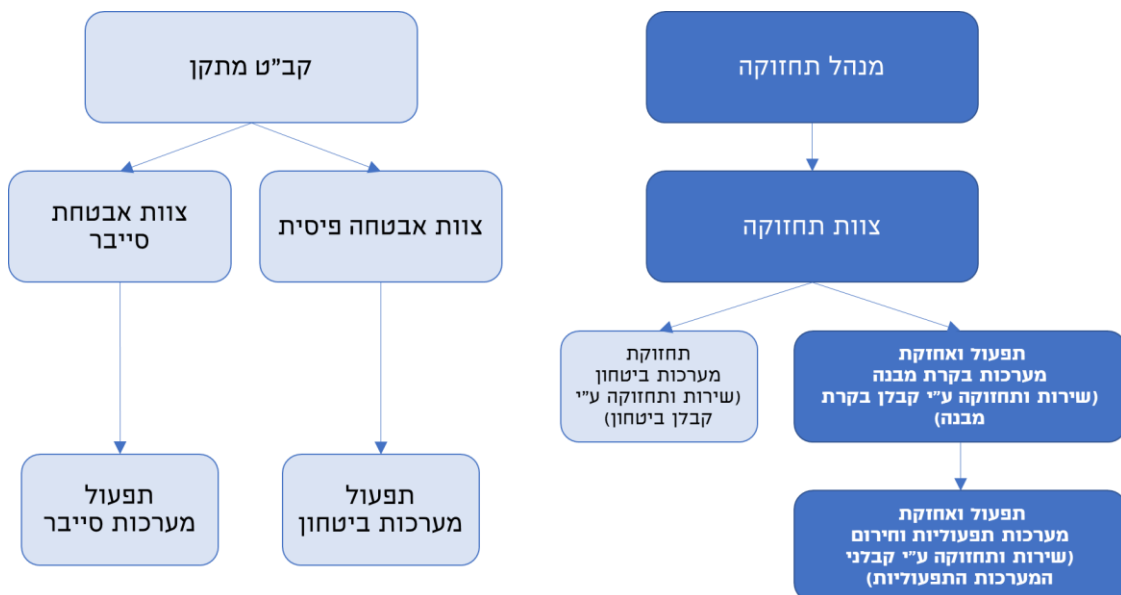 מנהל תחזוקה
צוות תחזוקה
תפעול ואחזקת
מערכות בקרת מבנה
(שירות ותחזוקה ע"י קבלן בקרת
מבנה)
תחזוקת
מערכות ביטחון
(שירות ותחזוקה ע"י
קבלן ביטחון)
תפעול ואחזקת
מערכות תפעוליות וחירום
(שירות ותחזוקה ע"י קבלני
המערכות התפעוליות)
קב"ט מתקן
צוות אבטחה פיסית
צוות אבטחת
סייבר
תפעול
מערכות ביטחון
תפעול
מערכות סייבר